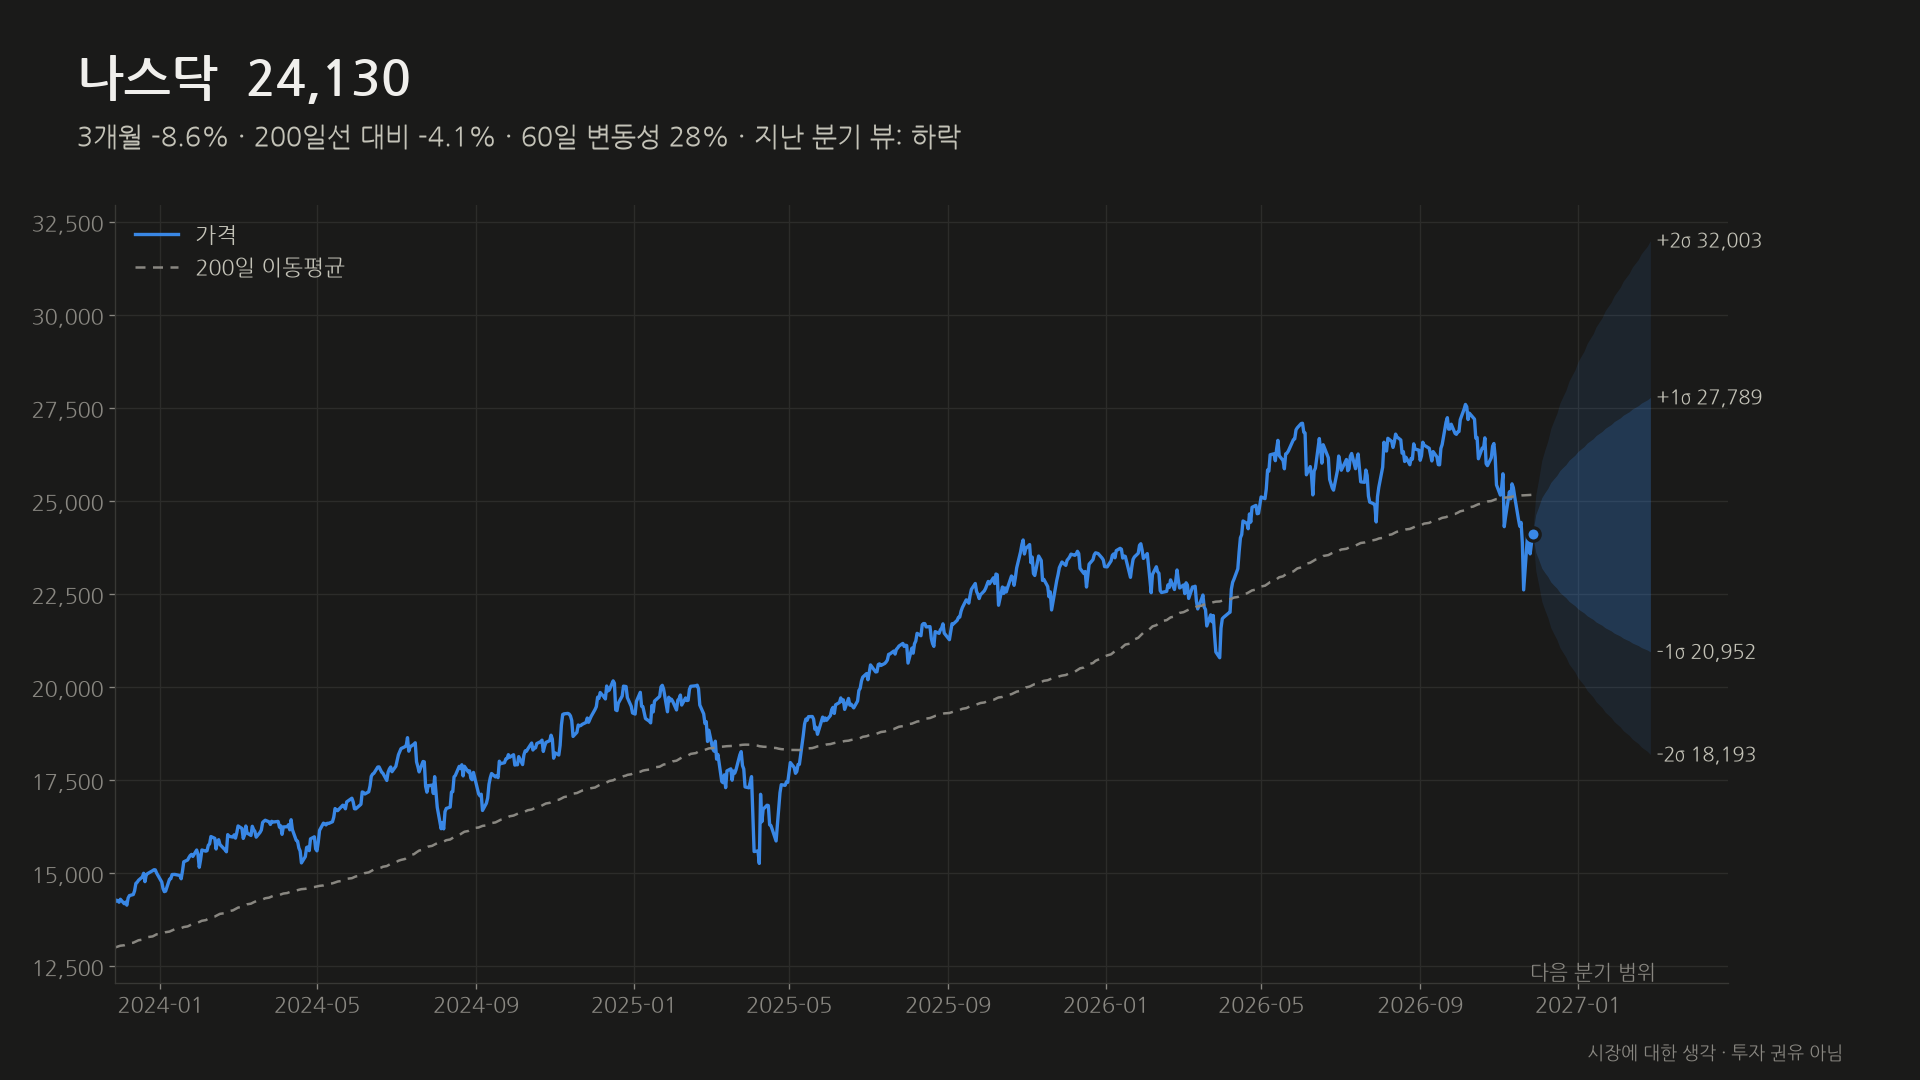 나스닥 24,130
3개월 -8.6% · 200일선 대비 -4.1% · 60일 변동성 28% · 지난 분기 뷰: 하락
가격
200일 이동평균
32,500
30,000
27,500
25,000
22,500
20,000
17,500
15,000
12,500
+2σ 32,003
+1σ 27,789
-1σ 20,952
-2σ 18,193
다음 분기 범위
2024-01 2024-05 2024-09 2025-01 2025-05 2025-09 2026-01 2026-05 2026-09 2027-01
시장에 대한 생각 · 투자 권유 아님